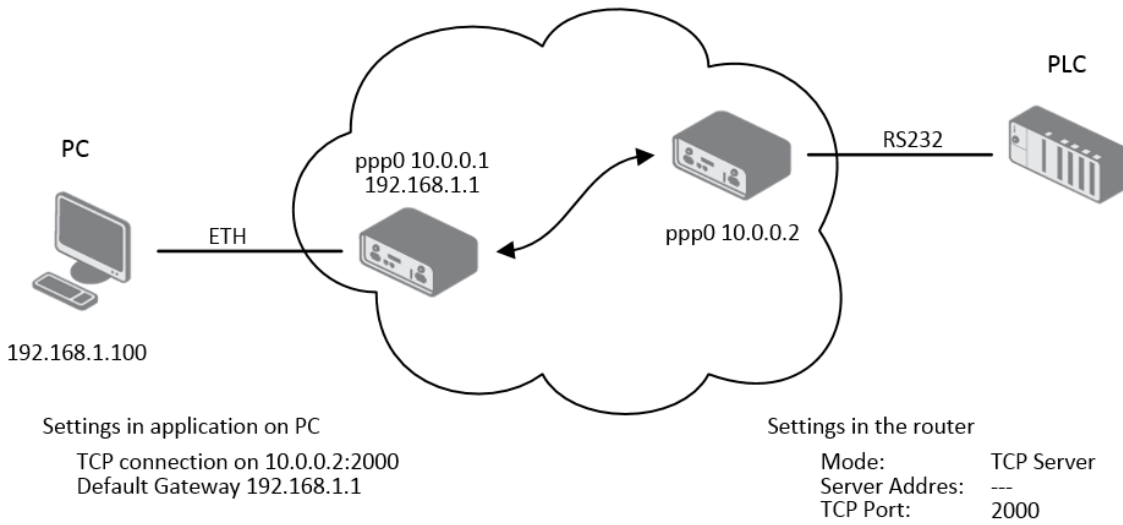 PLC
PC
ppp0 10.0.0.1
192.168.1.1
RS232
ETH
ppp0 10.0.0.2
192.168.1.100
Settings in application on PC
TCP connection on 10.0.0.2:2000
Default Gateway 192.168.1.1
Settings in the router
Mode: TCP Server
Server Addres: ---
TCP Port: 2000